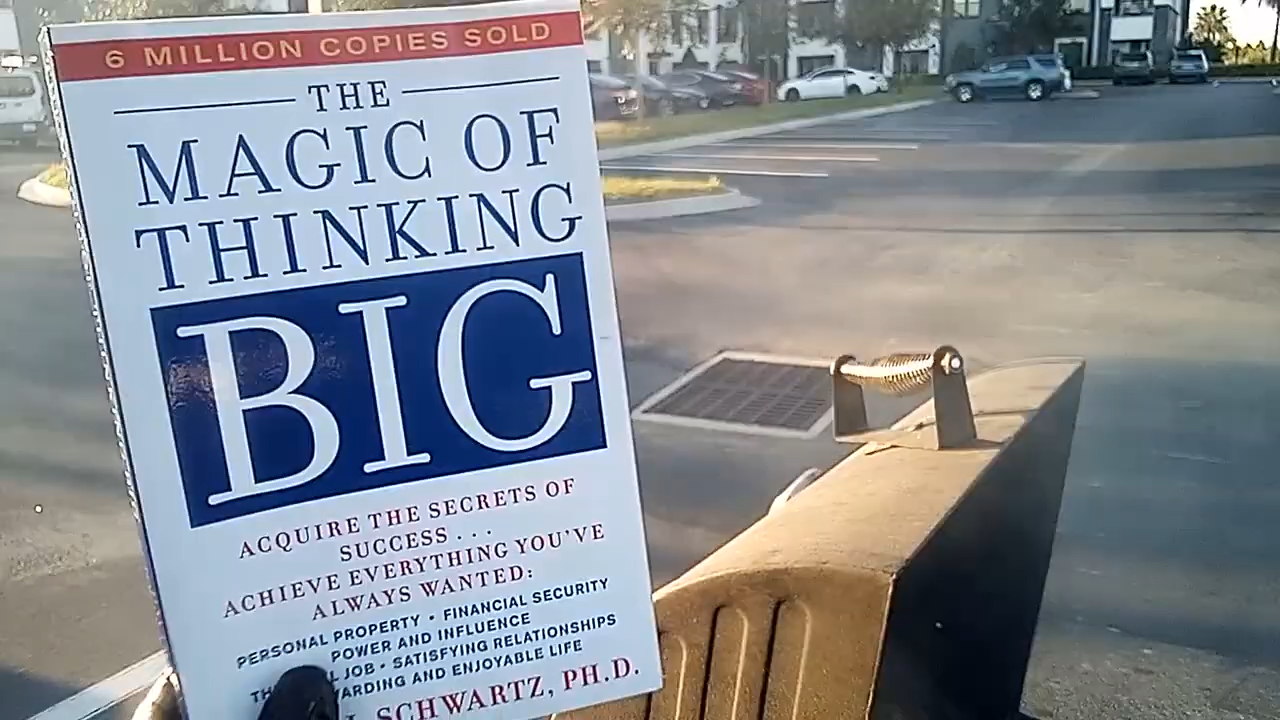 6 MILLION COPIES SOLD
THE
MAGIC OF
THINKING
BIG
ACQUIRE THE SECRETS OF
SUCCESS . . .
ACHIEVE EVERYTHING YOU'VE
ALWAYS WANTED:
PERSONAL PROPERTY • FINANCIAL SECURITY
POWER AND INFLUENCE
JOB • SATISFYING RELATIONSHIPS
AND ENJOYABLE LIFE
SCHWARTZ, PH.D.